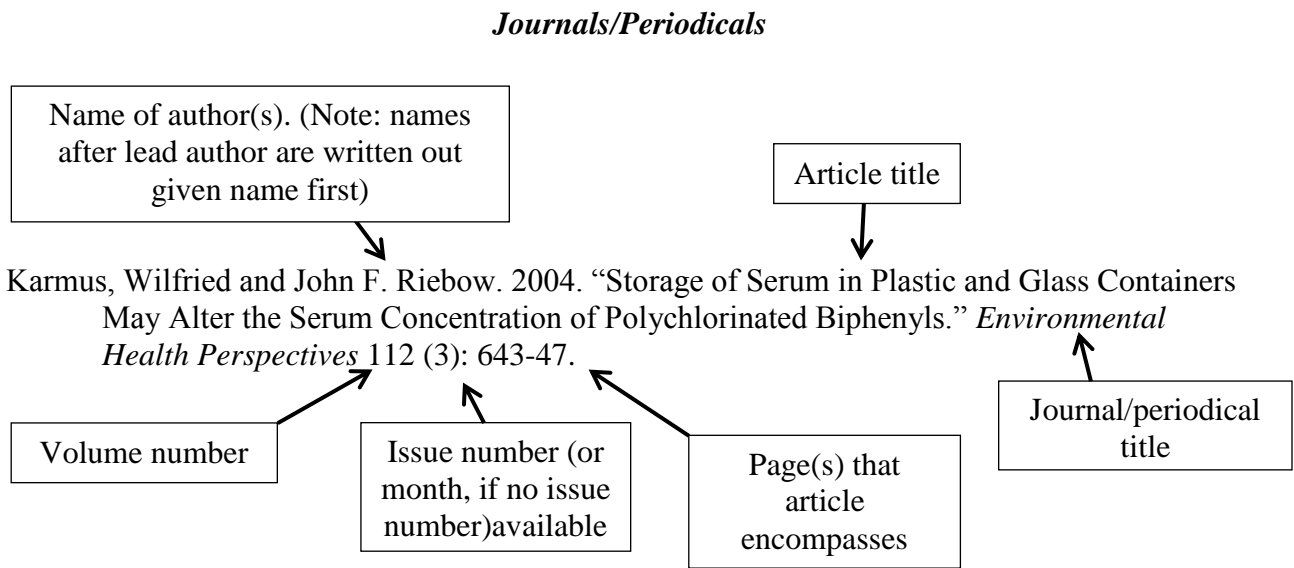 Journals/Periodicals
Name of author(s). (Note: names
after lead author are written out
given name first)
Article title
Karmus, Wilfried and John F. Riebow. 2004. “Storage of Serum in Plastic and Glass Containers
May Alter the Serum Concentration of Polychlorinated Biphenyls.” Environmental
Health Perspectives 112 (3): 643-47.
Volume number
Issue number (or
month, if no issue
number)available
Page(s) that
article
encompasses
Journal/periodical
title